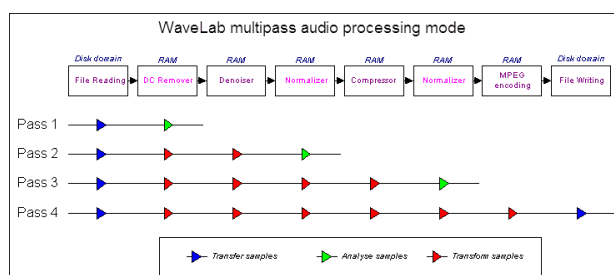 WaveLab multipass audio processing mode
Disk domain RAM RAM RAM RAM RAM RAM Disk domain
File Reading DC Remover Denoiser Normalizer Compressor Normalizer MPEG encoding File Writing
Pass 1
Pass 2
Pass 3
Pass 4
Transfer samples Analyse samples Transform samples